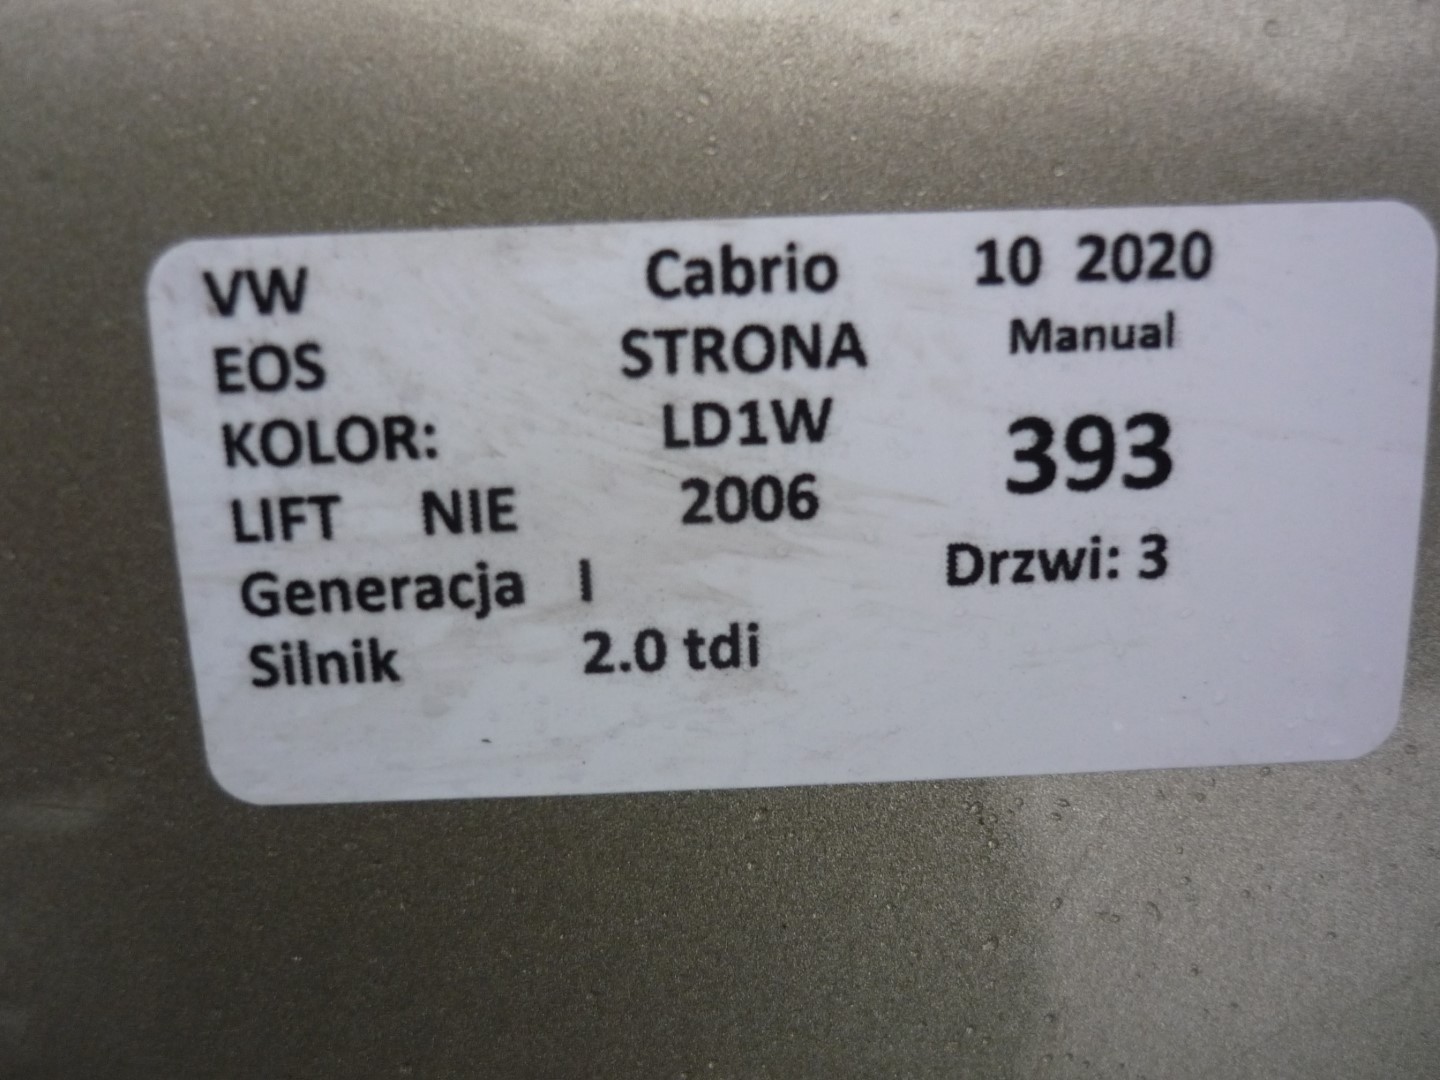 VW Cabrio 10 2020
EOS STRONA Manual
KOLOR: LD1W 393
LIFT NIE 2006
Generacja I Drzwi: 3
Silnik 2.0 tdi